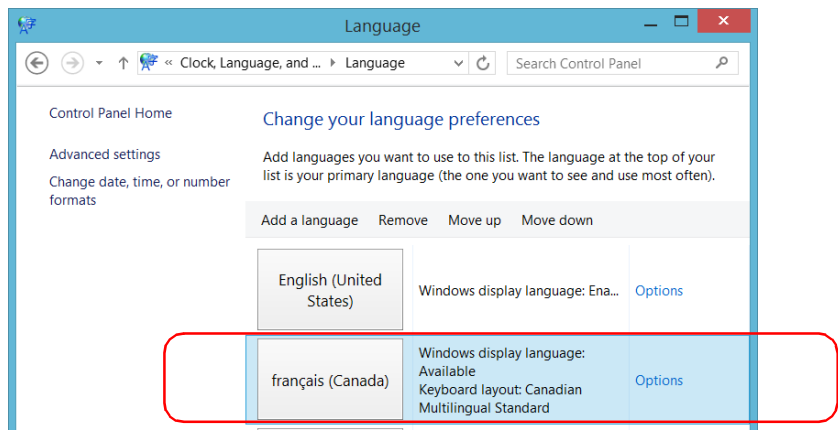 Language
« Clock, Language, and ... Language
Search Control Panel
Control Panel Home
Advanced settings
Change date, time, or number
formats
Change your language preferences
Add languages you want to use to this list. The language at the top of your
list is your primary language (the one you want to see and use most often).
Add a language Remove Move up Move down
English (United
States)
Windows display language: Ena...
Options
français (Canada)
Windows display language:
Available
Keyboard layout: Canadian
Multilingual Standard
Options